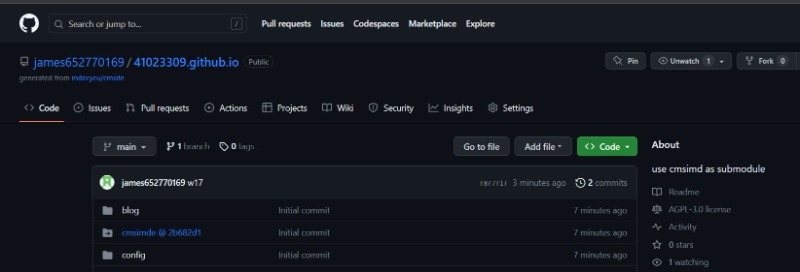 Search or jump to... /
Pull requests Issues Codespaces Marketplace Explore
james652770169 / 41023309.github.io Public
generated from mdecycu/cmsite
Pin Unwatch 1 Fork 0
Code Issues Pull requests Actions Projects Wiki Security Insights Settings
main 1 branch 0 tags Go to file Add file Code
About
use cmsimd as submodule
james652770169 w17 3 minutes ago 2 commits
Readme
blog Initial commit 7 minutes ago
AGPL-3.0 license
cmsimde @ 2b682d1 Initial commit 7 minutes ago
Activity
0 stars
config Initial commit 7 minutes ago
1 watching